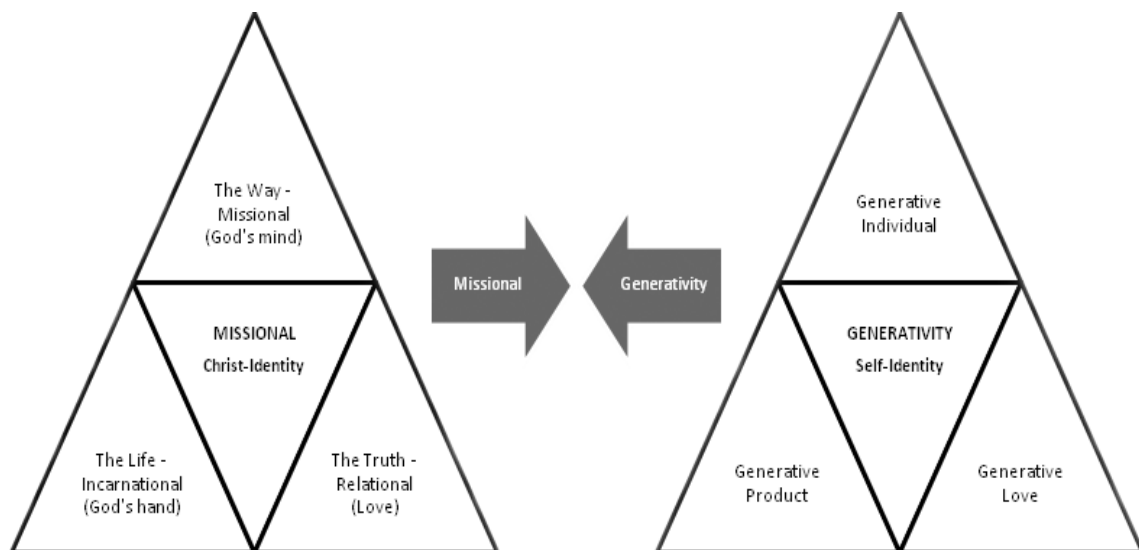 The Way -
Missional
(God's mind)
MISSIONAL
Christ-Identity
The Life -
Incarnational
(God's hand)
The Truth -
Relational
(Love)
Missional
Generativity
Generative
Individual
GENERATIVITY
Self-Identity
Generative
Product
Generative
Love